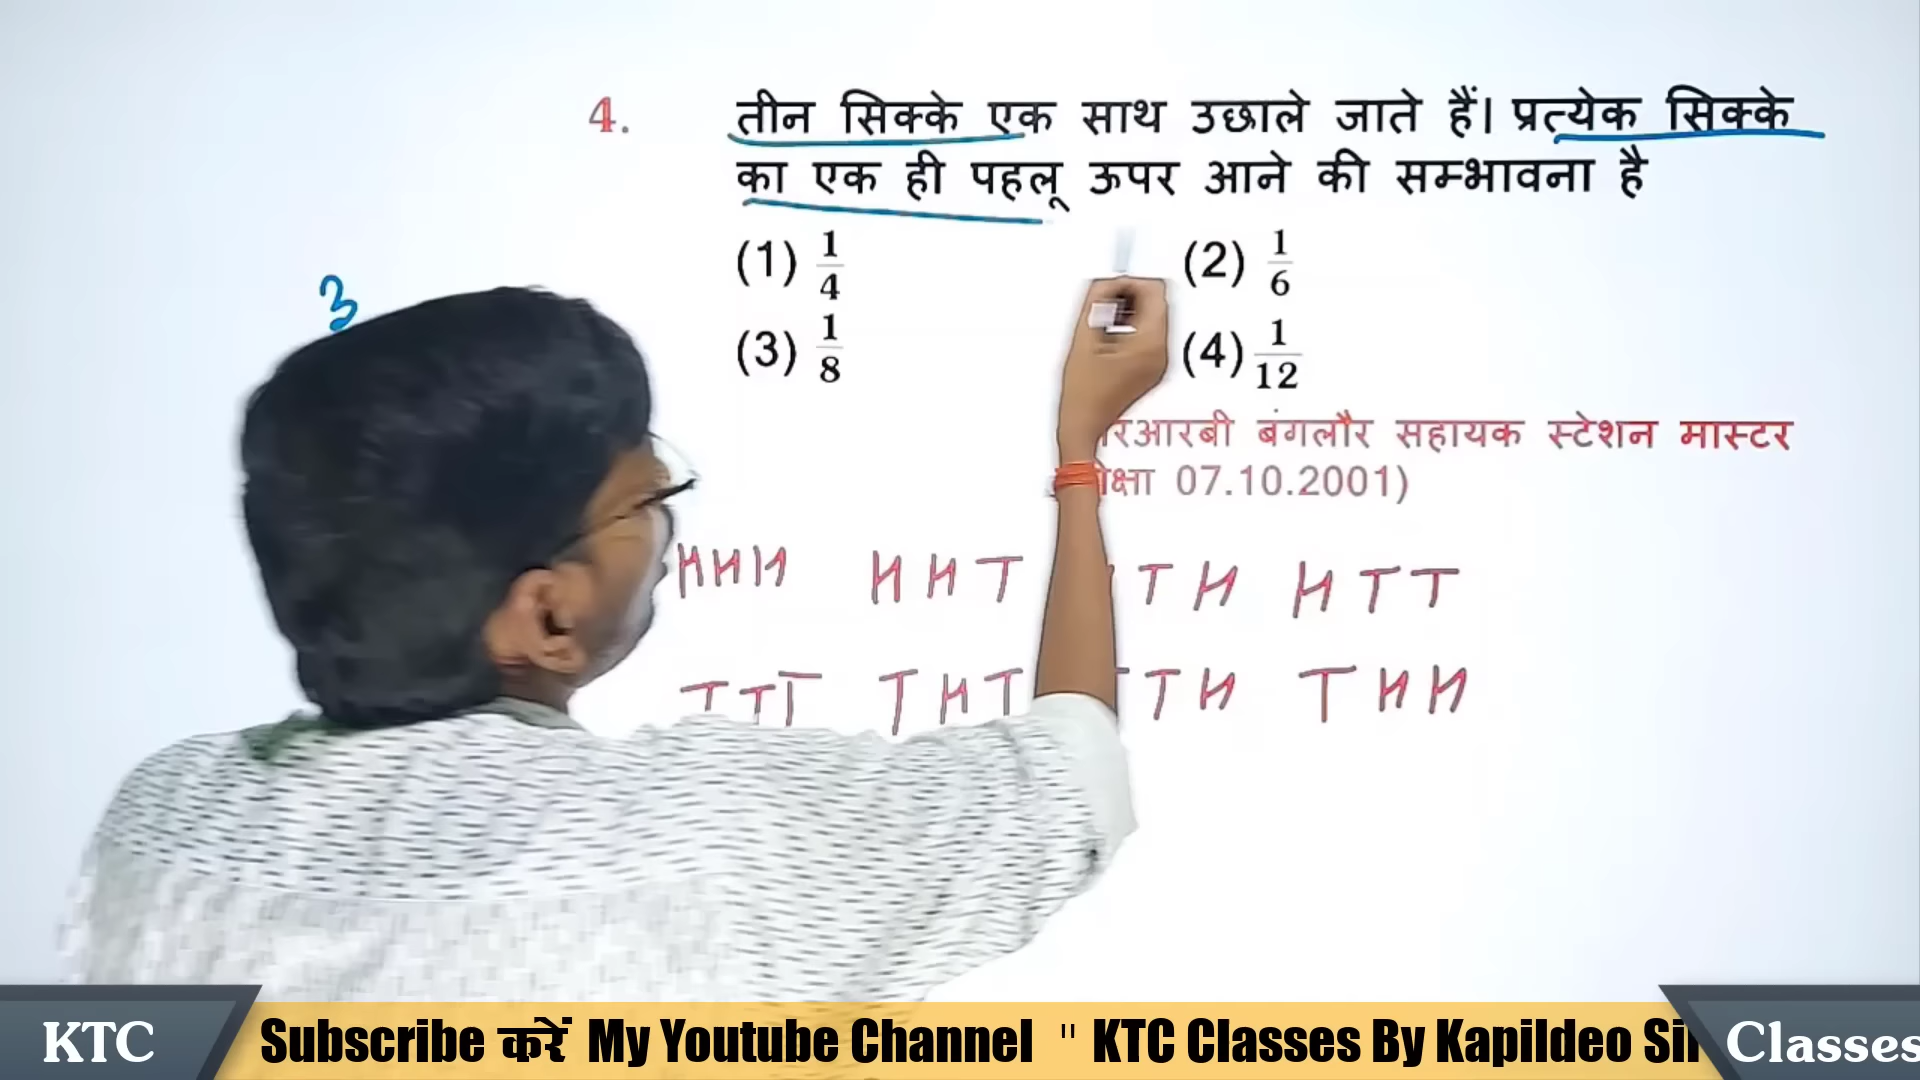 4. तीन सिक्के एक साथ उछाले जाते हैं। प्रत्येक सिक्के
का एक ही पहलू ऊपर आने की सम्भावना है
(1) 1/4 (2) 1/6
3
(3) 1/8 (4) 1/12
रआरबी बंगलौर सहायक स्टेशन मास्टर
07.10.2001)
HHH HHT TH HTT
TTT THT TH THH
KTC Subscribe करें My Youtube Channel " KTC Classes By Kapildeo Sir Classes